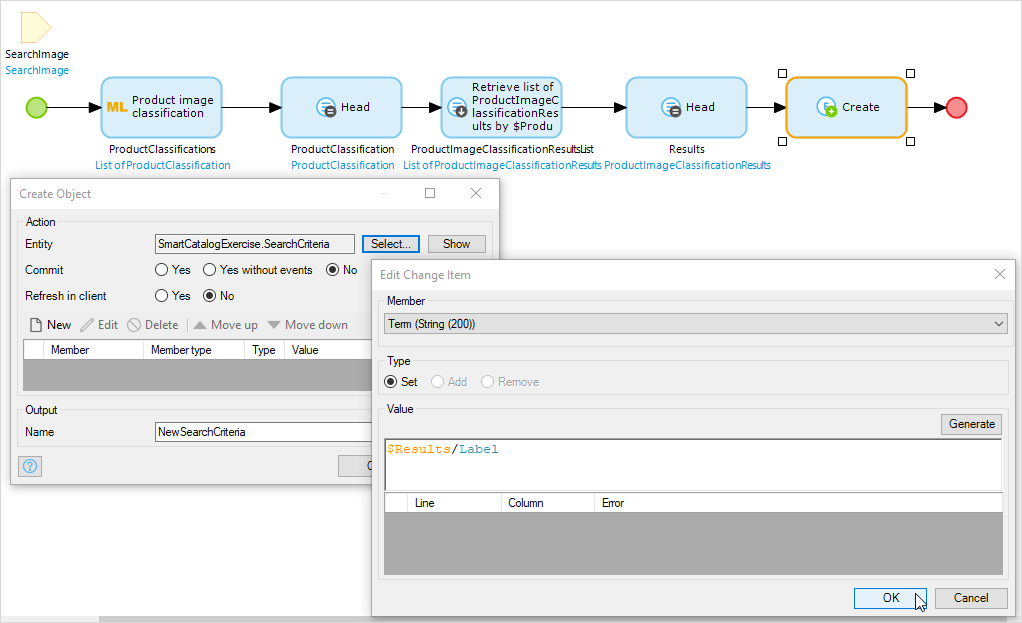 SearchImage
SearchImage
ML Product image classification
Head
Retrieve list of
ProductImageC
lassificationRes
ults by $Produ
Head
Create
ProductClassifications
List of ProductClassification
ProductClassification
ProductClassification
ProductImageClassificationResultsList
List of ProductImageClassificationResults
Results
ProductImageClassificationResults
Create Object
Action
Entity SmartCatalogExercise.SearchCriteria Select... Show
Commit Yes Yes without events No
Refresh in client Yes No
New Edit Delete Move up Move down
Member Member type Type Value
Output
Name NewSearchCriteria
?
Edit Change Item
Member
Term (String (200))
Type
Set Add Remove
Value
Generate
$Results/Label
Line Column Error
OK Cancel